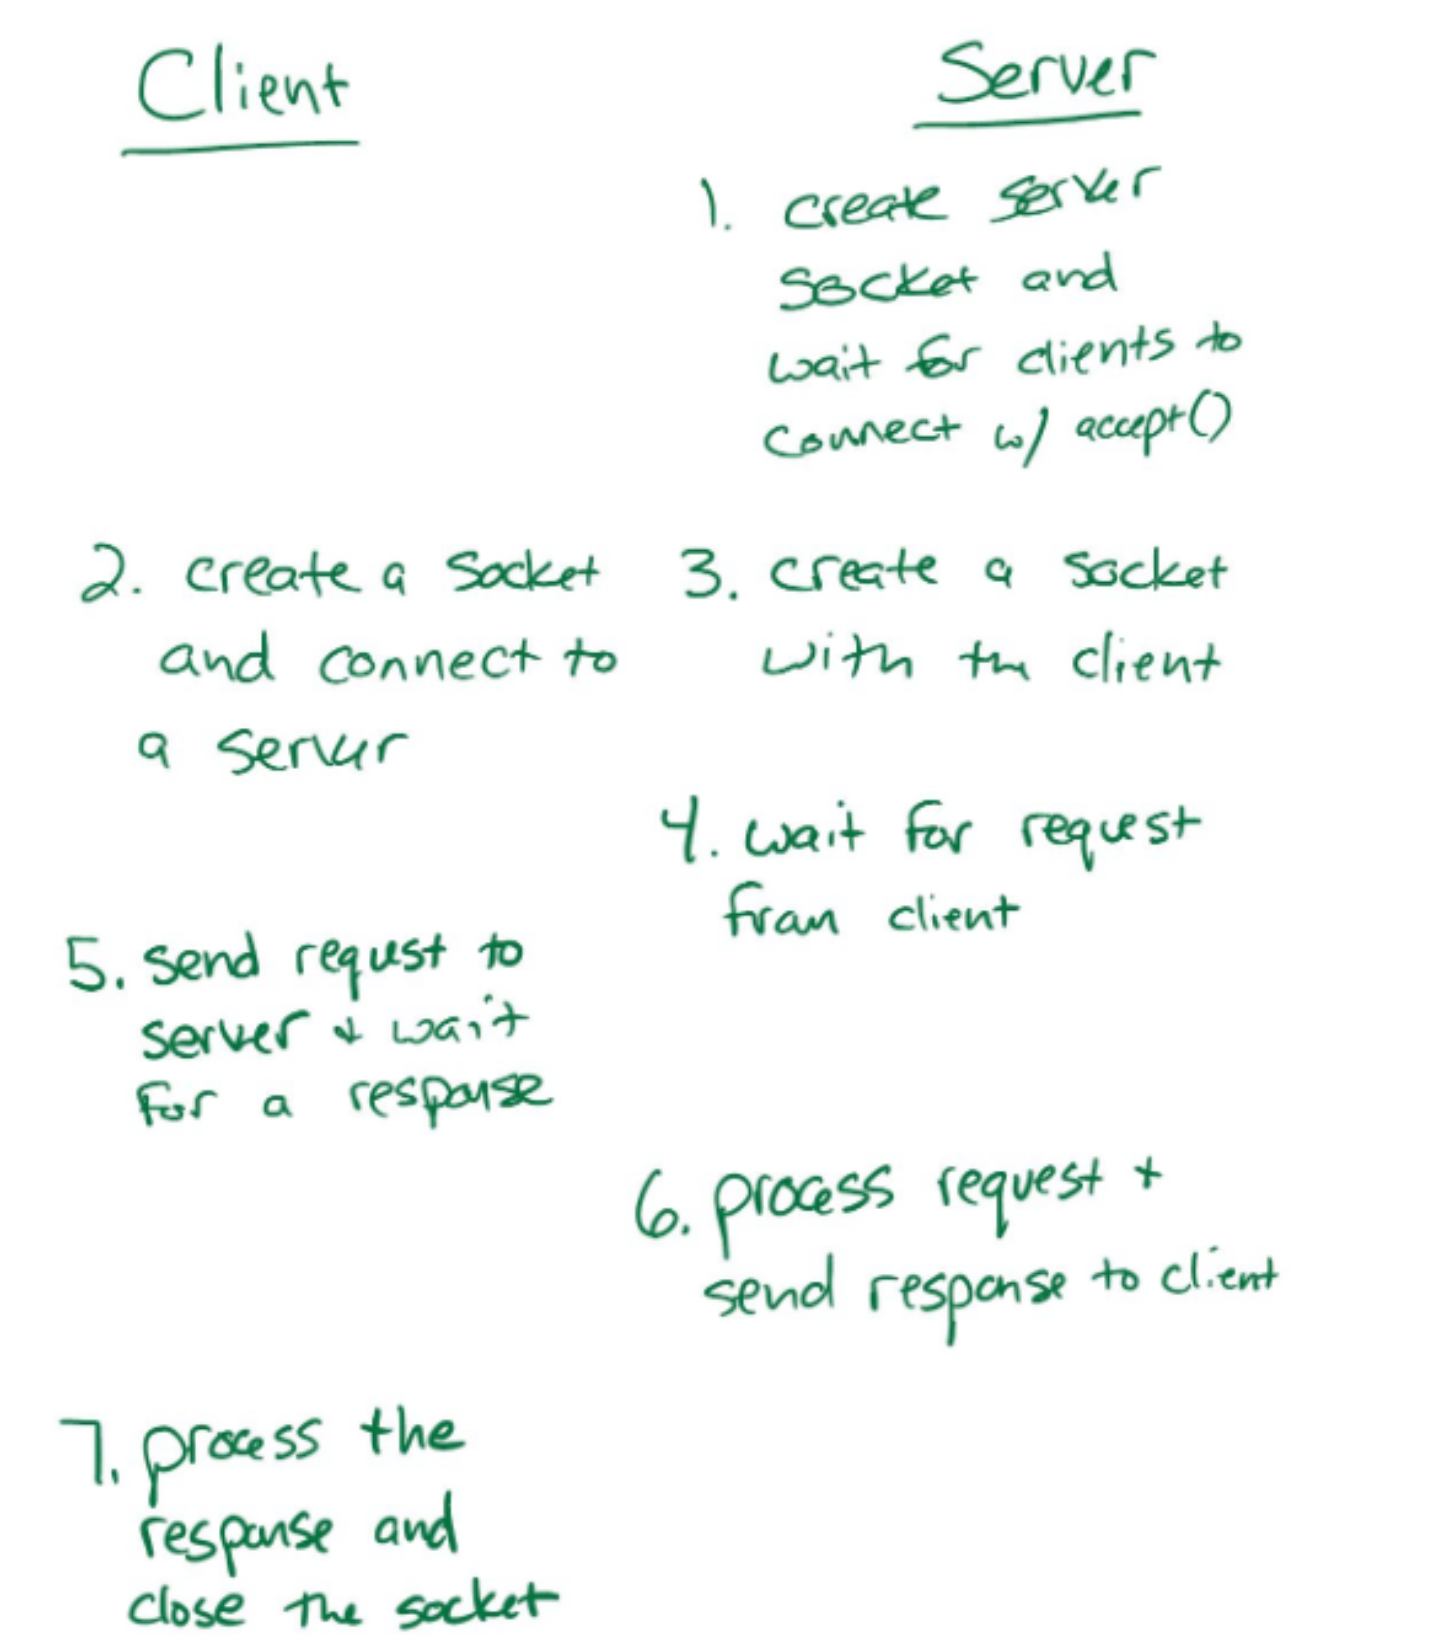 Client
Server
1. create server
socket and
wait for clients to
connect w/ accept()
2. create a socket
and connect to
a server
3. create a socket
with the client
4. wait for request
from client
5. send request to
server + wait
for a response
6. process request +
send response to client
7. process the
response and
close the socket